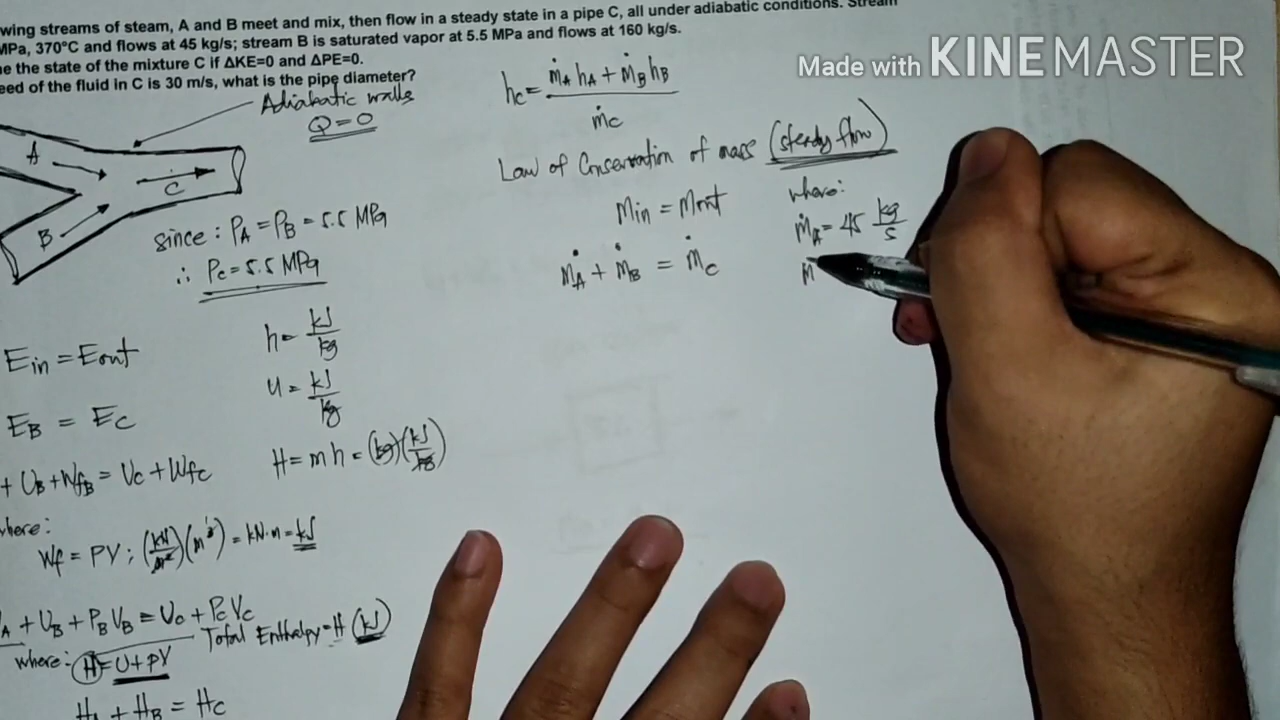 wing streams of steam, A and B meet and mix, then flow in a steady state in a pipe C, all under adiabatic conditions. Stream
MPa, 370°C and flows at 45 kg/s; stream B is saturated vapor at 5.5 MPa and flows at 160 kg/s.
e the state of the mixture C if ΔKE=0 and ΔPE=0.
eed of the fluid in C is 30 m/s, what is the pipe diameter?
Made with KINEMASTER
Adiabatic walls
Q=0
A
B
C
since: PA = PB = 5.5 MPa
∴ Pc = 5.5 MPa
Ein = Eout
EB = Ec
+ UB + WfB = Uc + Wfc
where:
Wf = PV; (kN/m²)(m³) = kN·m = kJ
A + UB + PBVB = Uc + PcVc
Total Enthalpy = H (kJ)
where: H = U + PV
HA + HB = Hc
h = kJ/kg
u = kJ/kg
H = mh = (kg)(kJ/kg)
hc = (ṁA hA + ṁB hB)/ṁc
Law of Conservation of mass (steady flow)
Min = Mout
ṁA + ṁB = ṁc
where:
ṁA = 45 kg/s
M